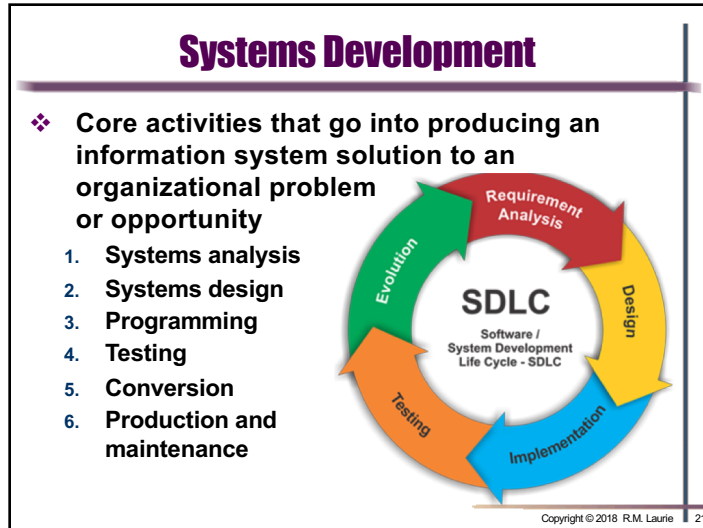 Systems Development
❖ Core activities that go into producing an
information system solution to an
organizational problem
or opportunity
1. Systems analysis
2. Systems design
3. Programming
4. Testing
5. Conversion
6. Production and
maintenance
Requirement
Analysis
Design
Implementation
Testing
Evolution
SDLC
Software /
System Development
Life Cycle - SDLC
Copyright © 2018 R.M. Laurie 21